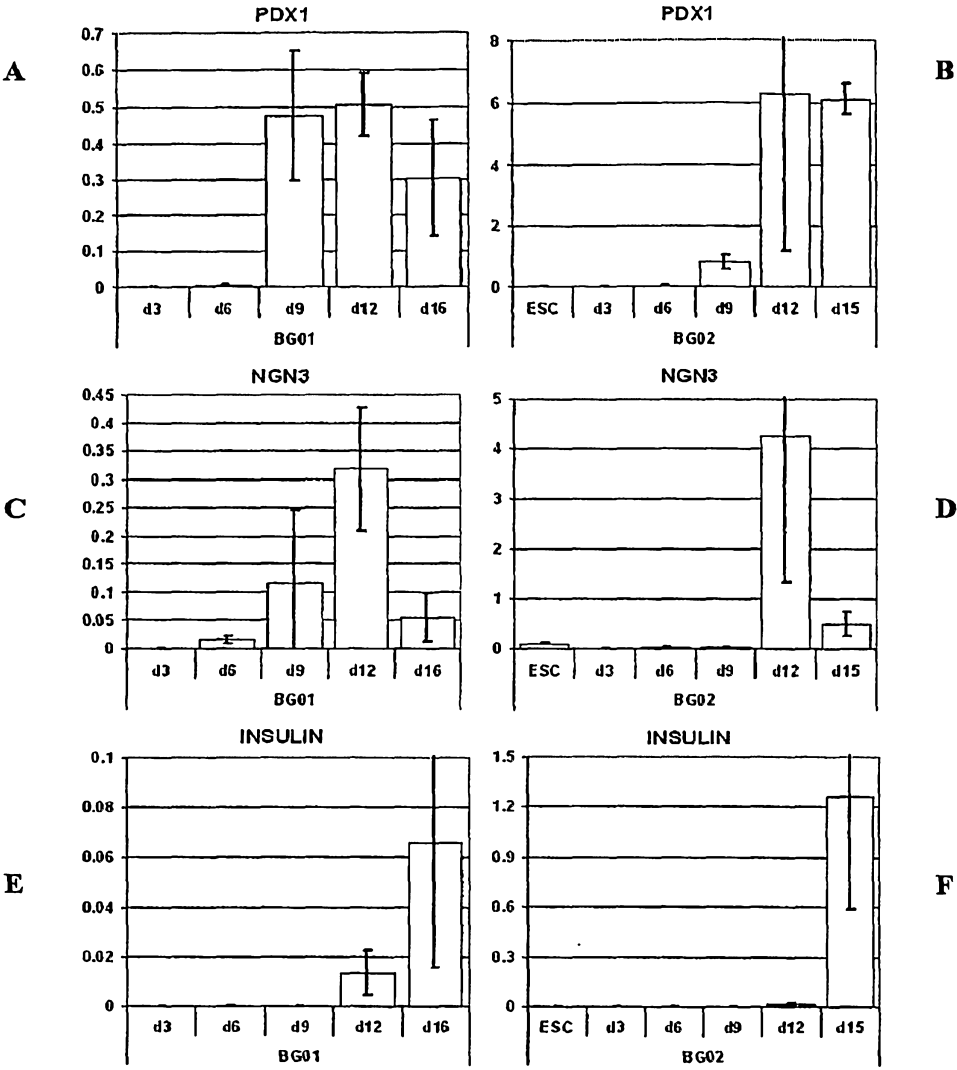 PDX1
A
0.7
0.6
0.5
0.4
0.3
0.2
0.1
0
d3 d6 d9 d12 d16
BG01
PDX1
B
8
6
4
2
0
ESC d3 d6 d9 d12 d15
BG02
NGN3
C
0.45
0.4
0.35
0.3
0.25
0.2
0.15
0.1
0.05
0
d3 d6 d9 d12 d16
BG01
NGN3
D
5
4
3
2
1
0
ESC d3 d6 d9 d12 d15
BG02
INSULIN
E
0.1
0.08
0.06
0.04
0.02
0
d3 d6 d9 d12 d16
BG01
INSULIN
F
1.5
1.2
0.9
0.6
0.3
0
ESC d3 d6 d9 d12 d15
BG02